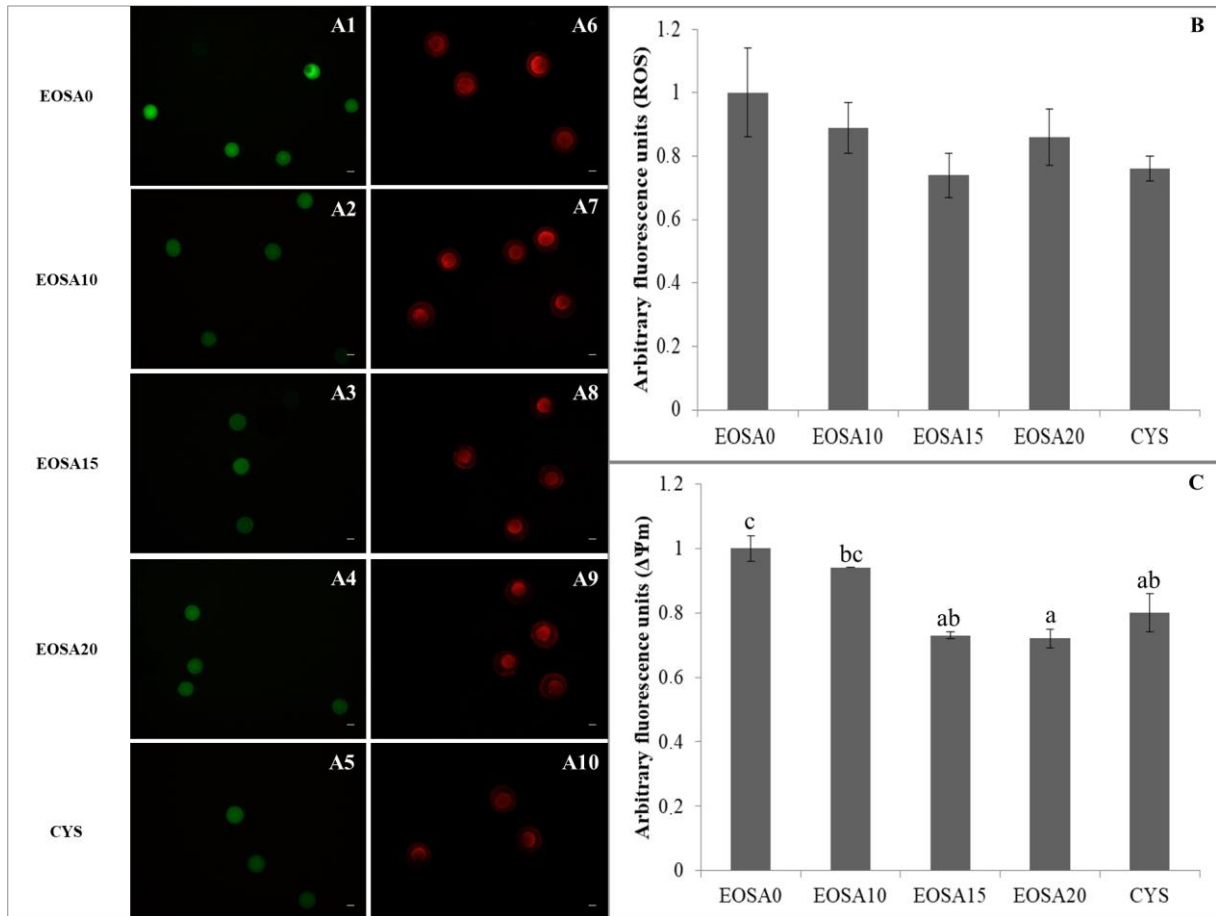 EOSA0
A1
A6
EOSA10
A2
A7
EOSA15
A3
A8
EOSA20
A4
A9
CYS
A5
A10
B
Arbitrary fluorescence units (ROS)
1.2
1
0.8
0.6
0.4
0.2
0
EOSA0 EOSA10 EOSA15 EOSA20 CYS
C
Arbitrary fluorescence units (ΔΨm)
1.2
1
0.8
0.6
0.4
0.2
0
c bc ab a ab
EOSA0 EOSA10 EOSA15 EOSA20 CYS